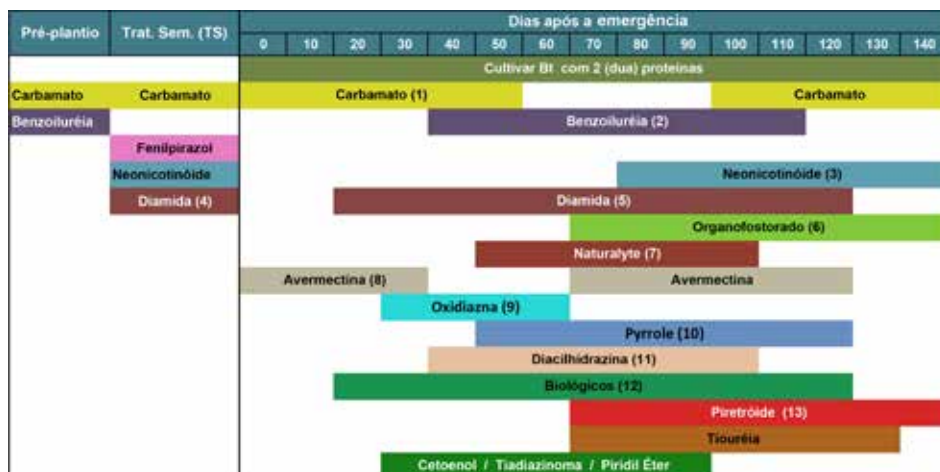 Pré-plantio Trat. Sem. (TS) Dias após a emergência
0 10 20 30 40 50 60 70 80 90 100 110 120 130 140
Cultivar Bt com 2 (dua) proteínas
Carbamato Carbamato Carbamato (1) Carbamato
Benzoiluréia Benzoiluréia (2)
Fenilpirazol
Neonicotinóide Neonicotinóide (3)
Diamida (4) Diamida (5)
Organofostorado (6)
Naturalyte (7)
Avermectina (8) Avermectina
Oxidiazna (9)
Pyrrole (10)
Diacilhidrazina (11)
Biológicos (12)
Piretróide (13)
Tiouréia
Cetoenol / Tiadiazinoma / Piridil Éter